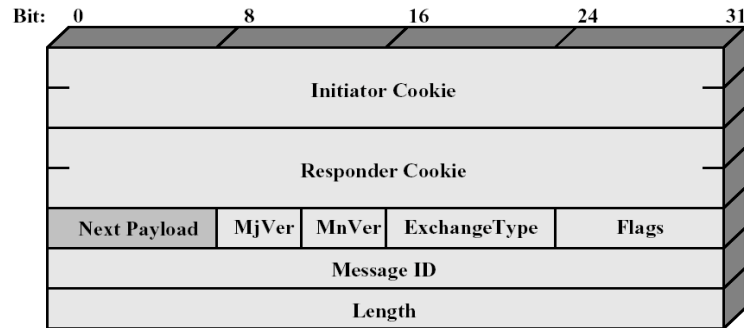 Bit: 0 8 16 24 31
Initiator Cookie
Responder Cookie
Next Payload MjVer MnVer ExchangeType Flags
Message ID
Length